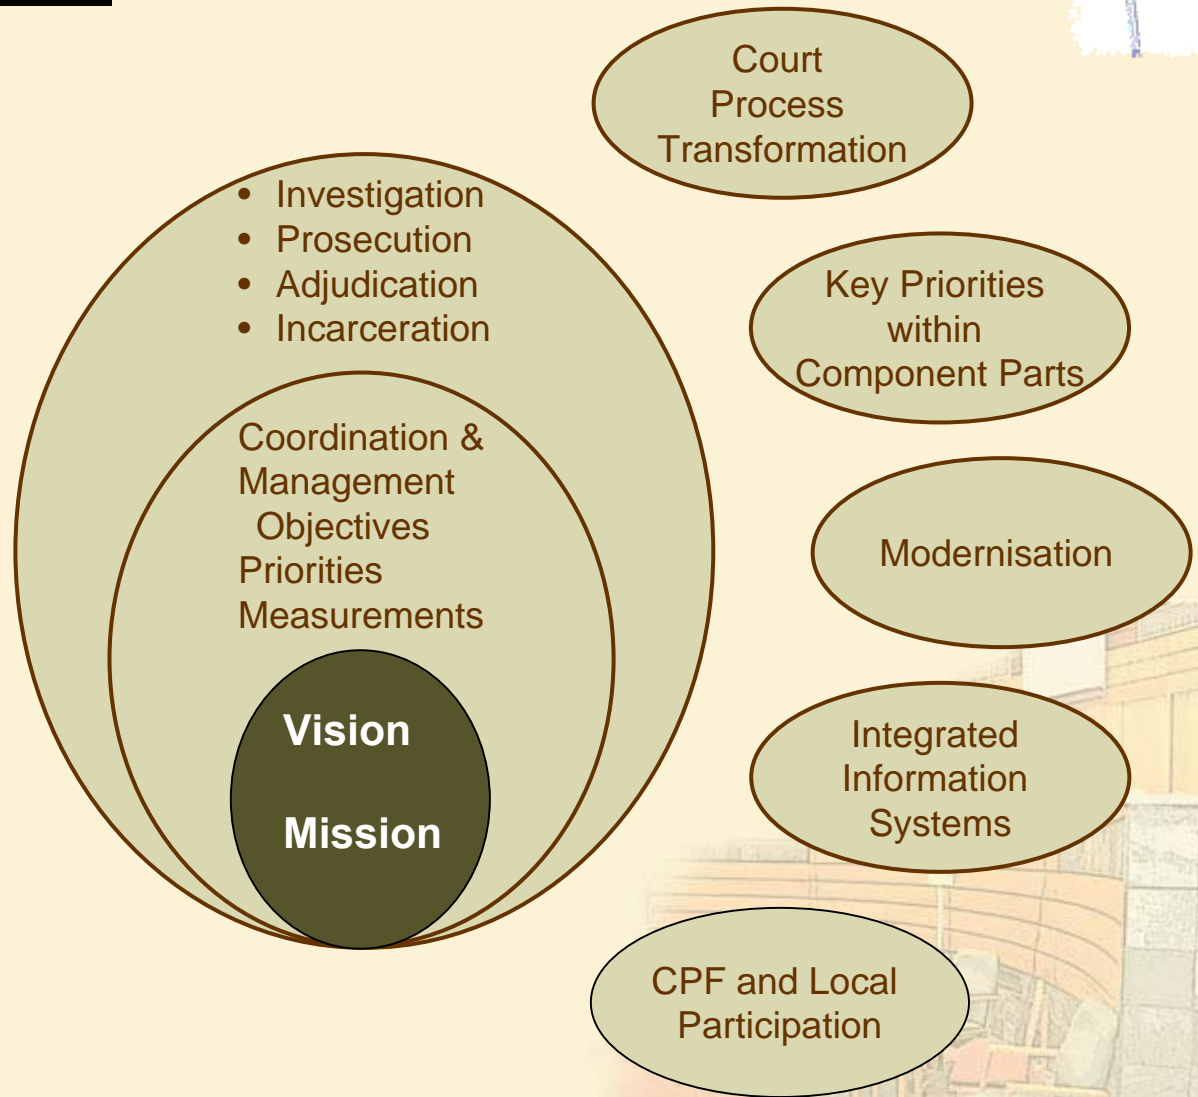 Court
Process
Transformation
• Investigation
• Prosecution
• Adjudication
• Incarceration
Key Priorities
within
Component Parts
Coordination &
Management
Objectives
Priorities
Measurements
Modernisation
Vision
Mission
Integrated
Information
Systems
CPF and Local
Participation